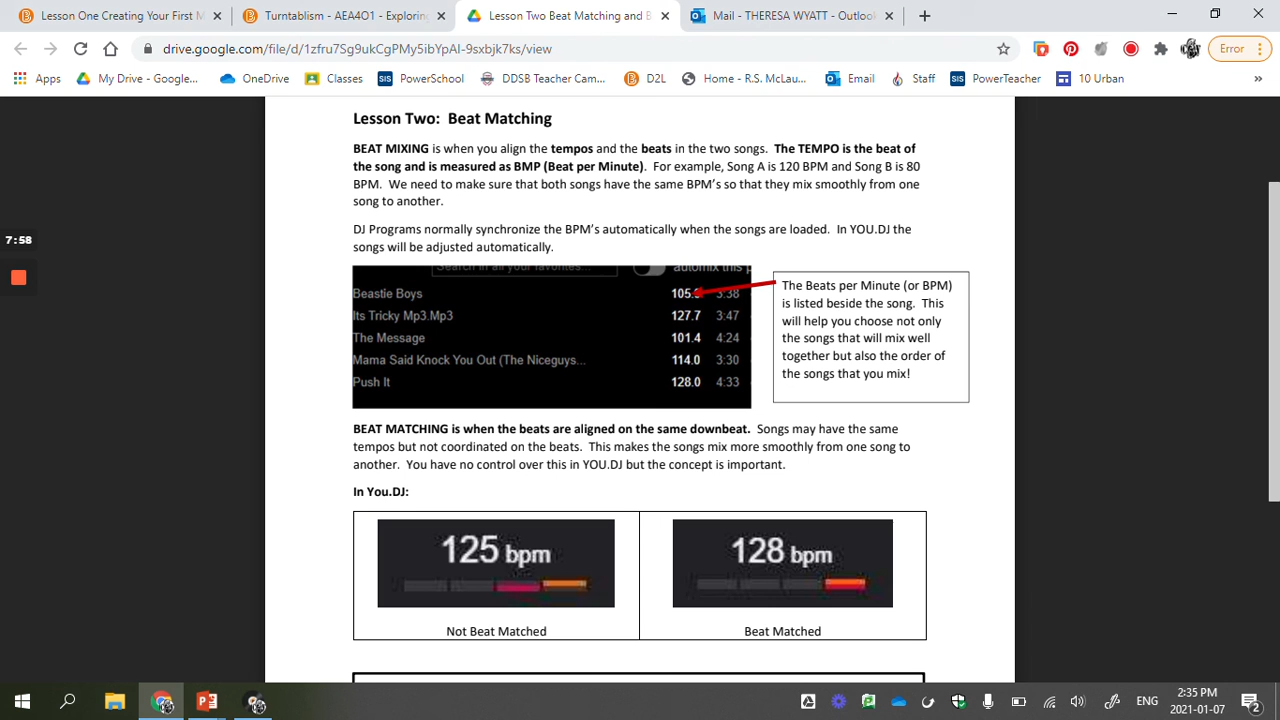 Lesson One Creating Your First M
Turntablism - AEA4O1 - Exploring
Lesson Two Beat Matching and B
Mail - THERESA WYATT - Outlook
drive.google.com/file/d/1zfru7Sg9ukCgPMy5ibYpAI-9sxbjk7ks/view
Error
Apps
My Drive - Google...
OneDrive
Classes
SIS PowerSchool
DDSB Teacher Cam...
D2L
Home - R.S. McLau...
Email
Staff
SIS PowerTeacher
10 Urban
»
7:58
Lesson Two: Beat Matching
BEAT MIXING is when you align the tempos and the beats in the two songs. The TEMPO is the beat of
the song and is measured as BMP (Beat per Minute). For example, Song A is 120 BPM and Song B is 80
BPM. We need to make sure that both songs have the same BPM's so that they mix smoothly from one
song to another.
DJ Programs normally synchronize the BPM's automatically when the songs are loaded. In YOU.DJ the
songs will be adjusted automatically.
Search in all your favorites... automix this p
Beastie Boys 105. 3:38
Its Tricky Mp3.Mp3 127.7 3:47
The Message 101.4 4:24
Mama Said Knock You Out (The Niceguys... 114.0 3:30
Push It 128.0 4:33
The Beats per Minute (or BPM)
is listed beside the song. This
will help you choose not only
the songs that will mix well
together but also the order of
the songs that you mix!
BEAT MATCHING is when the beats are aligned on the same downbeat. Songs may have the same
tempos but not coordinated on the beats. This makes the songs mix more smoothly from one song to
another. You have no control over this in YOU.DJ but the concept is important.
In You.DJ:
125 bpm
128 bpm
Not Beat Matched
Beat Matched
ENG
2:35 PM
2021-01-07
2